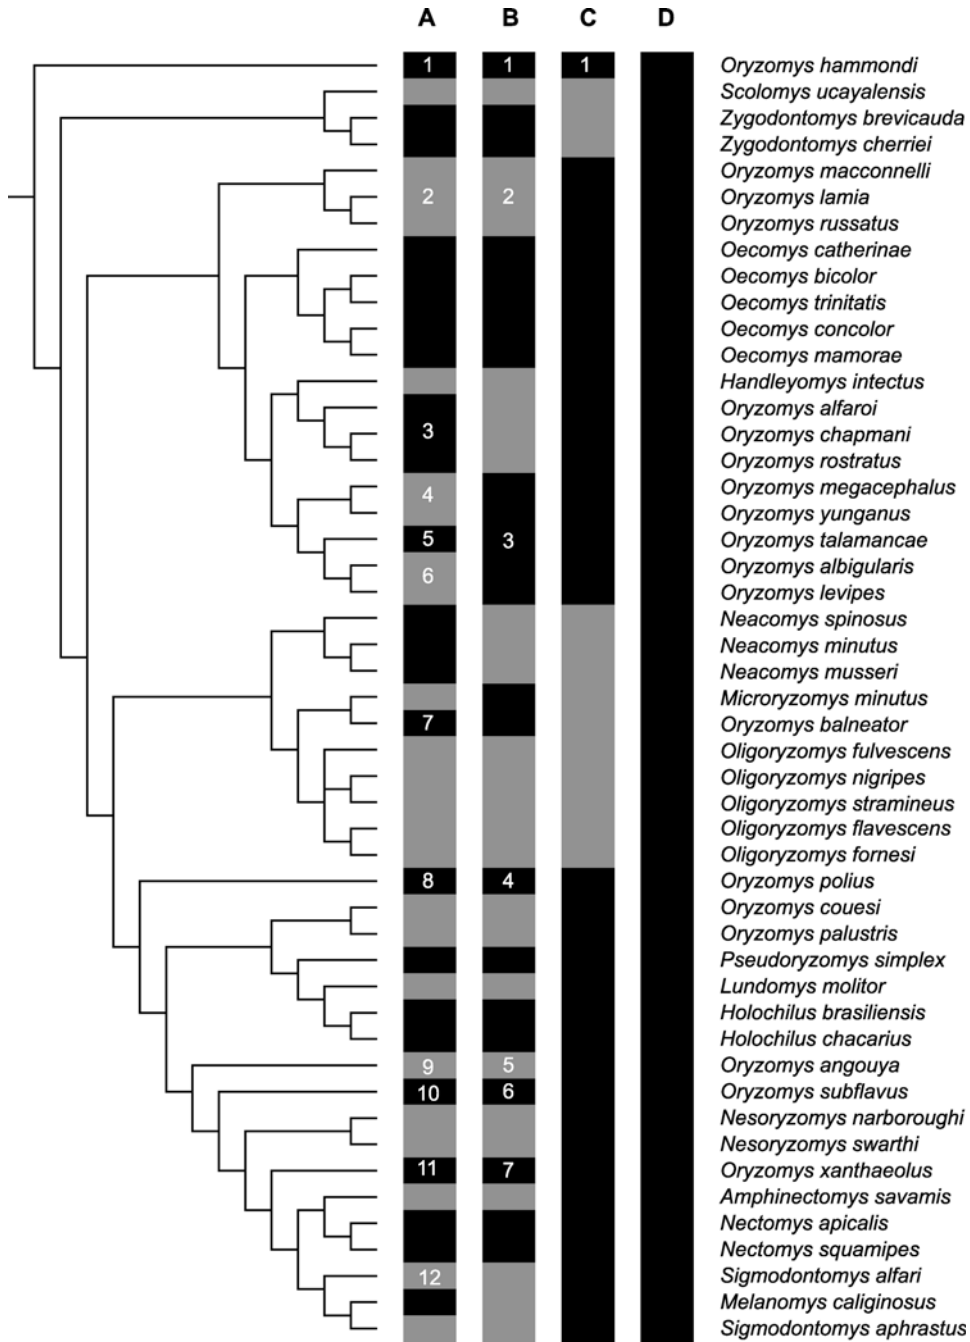 A B C D
1 1 1 Oryzomys hammondi
Scolomys ucayalensis
Zygodontomys brevicauda
Zygodontomys cherriei
Oryzomys macconnelli
2 2 Oryzomys lamia
Oryzomys russatus
Oecomys catherinae
Oecomys bicolor
Oecomys trinitatis
Oecomys concolor
Oecomys mamorae
Handleyomys intectus
Oryzomys alfaroi
3 Oryzomys chapmani
Oryzomys rostratus
4 Oryzomys megacephalus
Oryzomys yunganus
5 3 Oryzomys talamancae
6 Oryzomys albigularis
Oryzomys levipes
Neacomys spinosus
Neacomys minutus
Neacomys musseri
Microryzomys minutus
7 Oryzomys balneator
Oligoryzomys fulvescens
Oligoryzomys nigripes
Oligoryzomys stramineus
Oligoryzomys flavescens
Oligoryzomys fornesi
8 4 Oryzomys polius
Oryzomys couesi
Oryzomys palustris
Pseudoryzomys simplex
Lundomys molitor
Holochilus brasiliensis
Holochilus chacarius
9 5 Oryzomys angouya
10 6 Oryzomys subflavus
Nesoryzomys narboroughi
Nesoryzomys swarthi
11 7 Oryzomys xanthaeolus
Amphinectomys savamis
Nectomys apicalis
Nectomys squamipes
12 Sigmodontomys alfari
Melanomys caliginosus
Sigmodontomys aphrastus